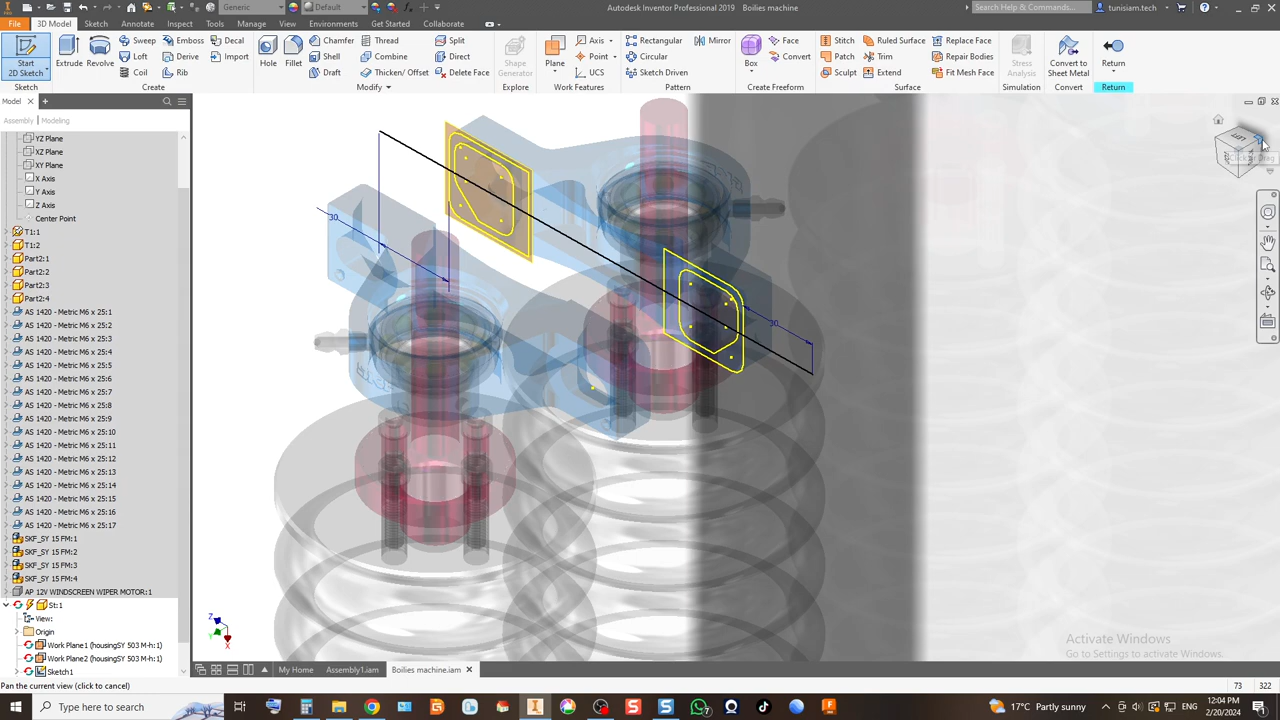 Generic
Default
Autodesk Inventor Professional 2019 Boilies machine
Search Help & Commands...
tunisiam.tech
File
3D Model
Sketch
Annotate
Inspect
Tools
Manage
View
Environments
Get Started
Collaborate
Start
2D Sketch
Extrude
Revolve
Sweep
Loft
Coil
Emboss
Derive
Rib
Decal
Import
Hole
Fillet
Chamfer
Shell
Draft
Thread
Combine
Thicken/ Offset
Split
Direct
Delete Face
Shape
Generator
Plane
Axis
Point
UCS
Rectangular
Circular
Sketch Driven
Mirror
Box
Face
Convert
Stitch
Patch
Sculpt
Ruled Surface
Trim
Extend
Replace Face
Repair Bodies
Fit Mesh Face
Stress
Analysis
Convert to
Sheet Metal
Return
Sketch
Create
Modify
Explore
Work Features
Pattern
Create Freeform
Surface
Simulation
Convert
Return
Model
Assembly
Modeling
YZ Plane
XZ Plane
XY Plane
X Axis
Y Axis
Z Axis
Center Point
T1:1
T1:2
Part2:1
Part2:2
Part2:3
Part2:4
AS 1420 - Metric M6 x 25:1
AS 1420 - Metric M6 x 25:2
AS 1420 - Metric M6 x 25:3
AS 1420 - Metric M6 x 25:4
AS 1420 - Metric M6 x 25:5
AS 1420 - Metric M6 x 25:6
AS 1420 - Metric M6 x 25:7
AS 1420 - Metric M6 x 25:8
AS 1420 - Metric M6 x 25:9
AS 1420 - Metric M6 x 25:10
AS 1420 - Metric M6 x 25:11
AS 1420 - Metric M6 x 25:12
AS 1420 - Metric M6 x 25:13
AS 1420 - Metric M6 x 25:14
AS 1420 - Metric M6 x 25:15
AS 1420 - Metric M6 x 25:16
AS 1420 - Metric M6 x 25:17
SKF_SY 15 FM:1
SKF_SY 15 FM:2
SKF_SY 15 FM:3
SKF_SY 15 FM:4
AP 12V WINDSCREEN WIPER MOTOR:1
St:1
View:
Origin
Work Plane1 (housingSY 503 M-h:1)
Work Plane2 (housingSY 503 M-h:1)
Sketch1
30
30
Z
Y
X
Activate Windows
Go to Settings to activate Windows.
My Home
Assembly1.iam
Boilies machine.iam
Pan the current view (click to cancel)
73
322
Type here to search
17°C Partly sunny
12:04 PM
2/20/2024